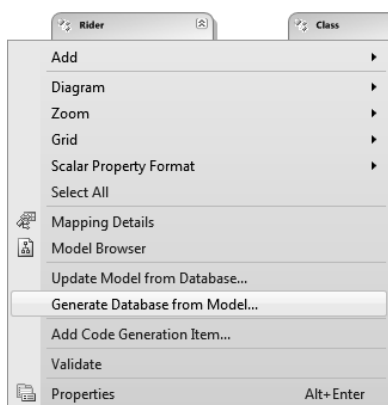 Rider Class
Add
Diagram
Zoom
Grid
Scalar Property Format
Select All
Mapping Details
Model Browser
Update Model from Database...
Generate Database from Model...
Add Code Generation Item...
Validate
Properties Alt+Enter